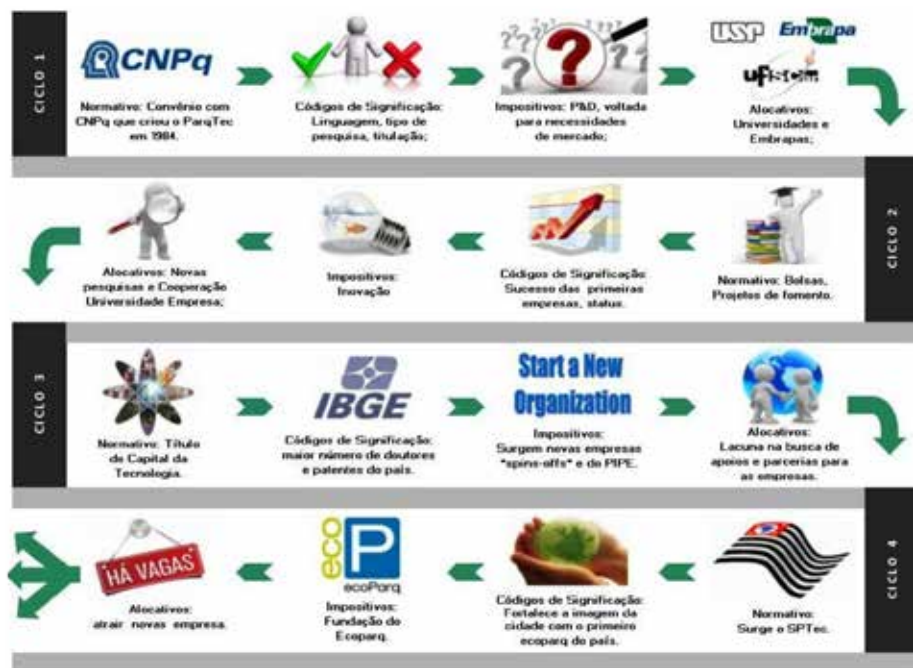 CICLO 1
CNPq
Normativo: Convênio com
CNPq que criou o ParqTec
em 1984.
Códigos de Significação:
Linguagem, tipo de
pesquisa, titulação;
Impositivos: P&D, voltada
para necessidades
de mercado;
USP
Embrapa
ufscar
Alocativos:
Universidades e
Embrapas;
CICLO 2
Normativo: Bolsas,
Projetos de fomento.
Códigos de Significação:
Sucesso das primeiras
empresas, status.
Impositivos:
Inovação
Alocativos: Novas
pesquisas e Cooperação
Universidade Empresa;
CICLO 3
Normativo: Título
de Capital da
Tecnologia.
IBGE
Códigos de Significação:
maior número de doutores
e patentes do país.
Start a New
Organization
Impositivos:
Surgem novas empresas
"spins-offs" e do PIPE.
Alocativos:
Lacuna na busca de
apoios e parcerias para
as empresas.
CICLO 4
Normativo:
Surge o SPTec.
Códigos de Significação:
Fortalece a imagem da
cidade com o primeiro
ecoparq do país.
eco P
ecoParq
Impositivos:
Fundação do
Ecoparq.
HÁ VAGAS
Alocativos:
atrair novas empresa.